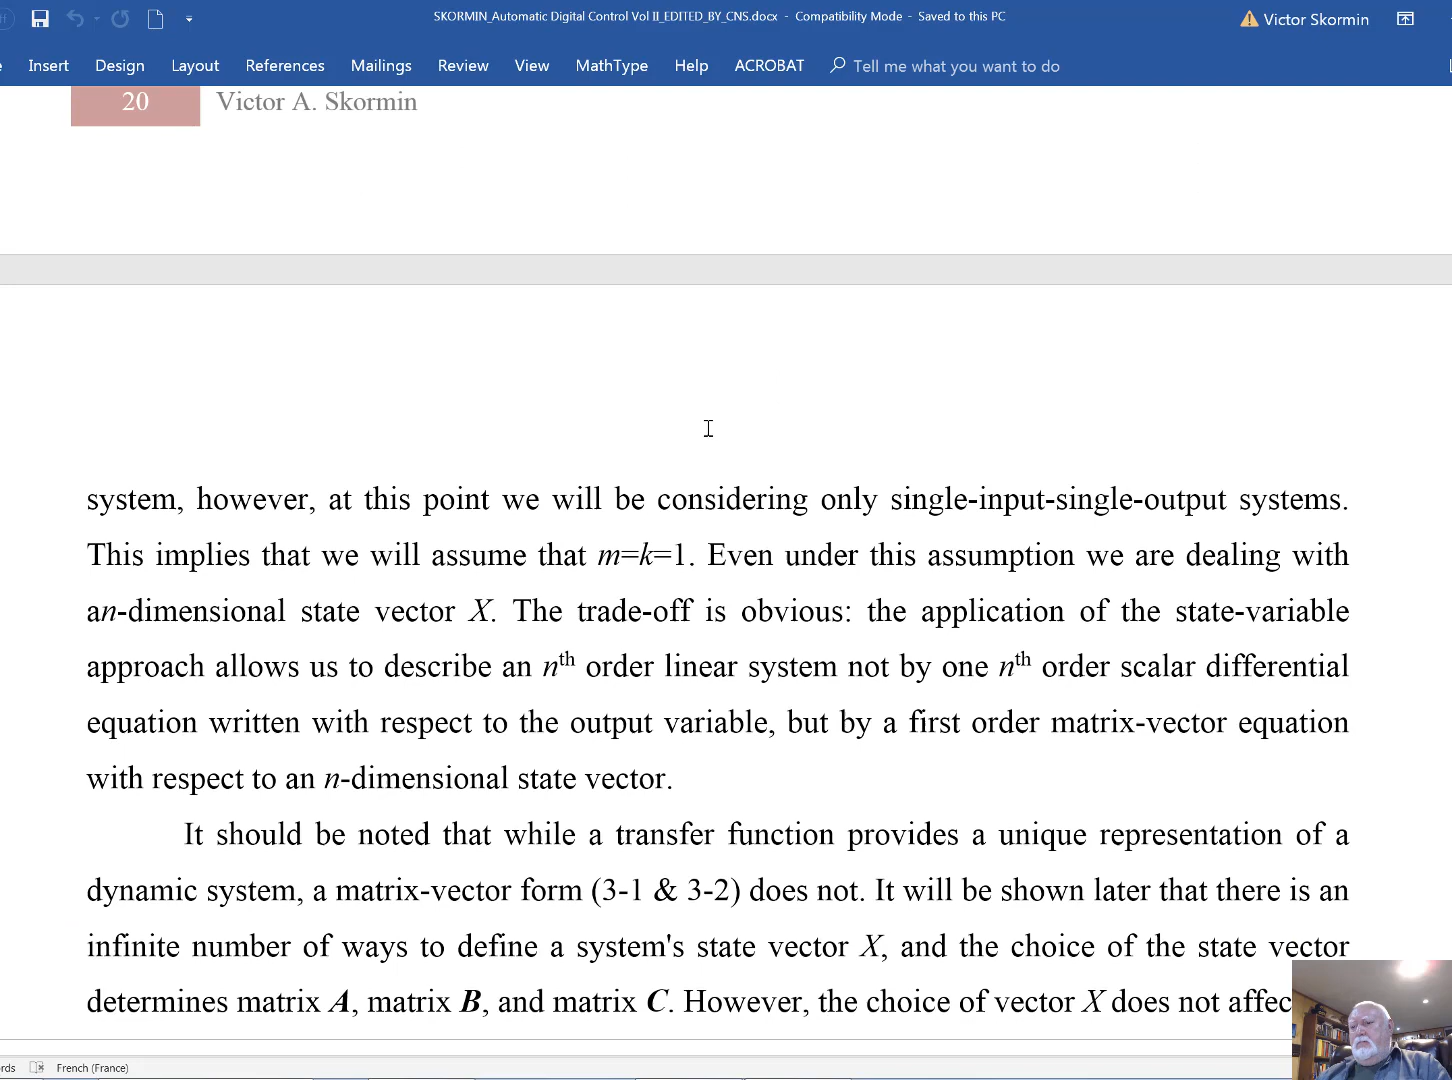 SKORMIN_Automatic Digital Control Vol II_EDITED_BY_CNS.docx - Compatibility Mode - Saved to this PC
Victor Skormin
Insert Design Layout References Mailings Review View MathType Help ACROBAT Tell me what you want to do
20 Victor A. Skormin
system, however, at this point we will be considering only single-input-single-output systems.
This implies that we will assume that m=k=1. Even under this assumption we are dealing with
an-dimensional state vector X. The trade-off is obvious: the application of the state-variable
approach allows us to describe an nth order linear system not by one nth order scalar differential
equation written with respect to the output variable, but by a first order matrix-vector equation
with respect to an n-dimensional state vector.
It should be noted that while a transfer function provides a unique representation of a
dynamic system, a matrix-vector form (3-1 & 3-2) does not. It will be shown later that there is an
infinite number of ways to define a system's state vector X, and the choice of the state vector
determines matrix A, matrix B, and matrix C. However, the choice of vector X does not affec
French (France)